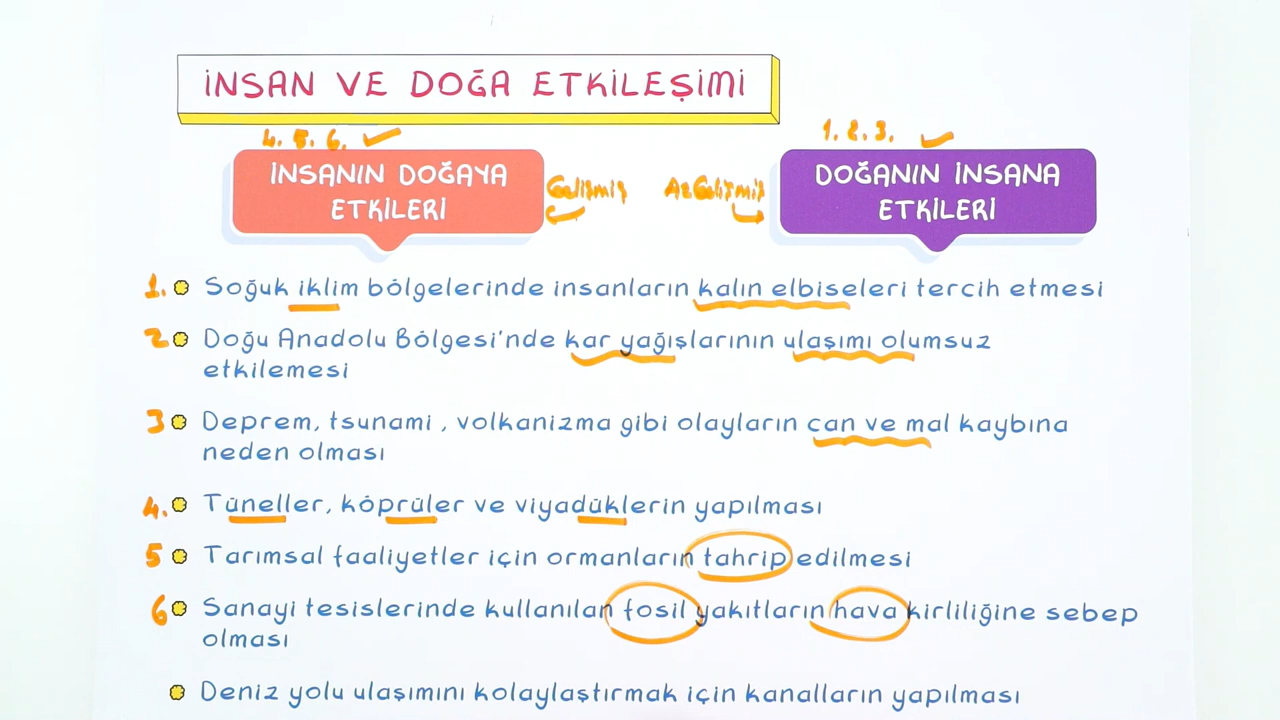 İNSAN VE DOĞA ETKİLEŞİMİ
4. 5. 6.
1. 2. 3.
İNSANIN DOĞAYA
ETKİLERİ
Gelişmiş
Az Gelişmiş
DOĞANIN İNSANA
ETKİLERİ
1. Soğuk iklim bölgelerinde insanların kalın elbiseleri tercih etmesi
2 Doğu Anadolu Bölgesi'nde kar yağışlarının ulaşımı olumsuz
etkilemesi
3 Deprem, tsunami , volkanizma gibi olayların can ve mal kaybına
neden olması
4. Tüneller, köprüler ve viyadüklerin yapılması
5 Tarımsal faaliyetler için ormanların tahrip edilmesi
6 Sanayi tesislerinde kullanılan fosil yakıtların hava kirliliğine sebep
olması
Deniz yolu ulaşımını kolaylaştırmak için kanalların yapılması